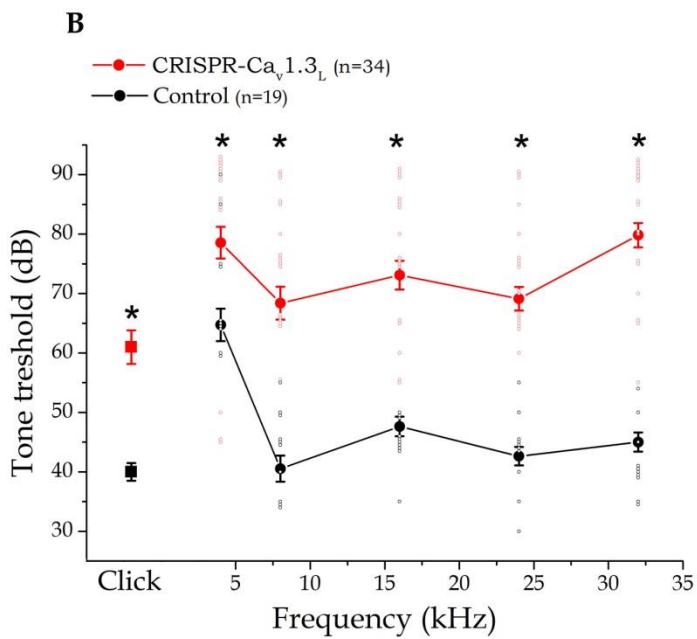 B
CRISPR-Cav1.3L (n=34)
Control (n=19)
* * * * *
90
80
70
60
50
40
30
*
Tone treshold (dB)
Click 5 10 15 20 25 30 35
Frequency (kHz)